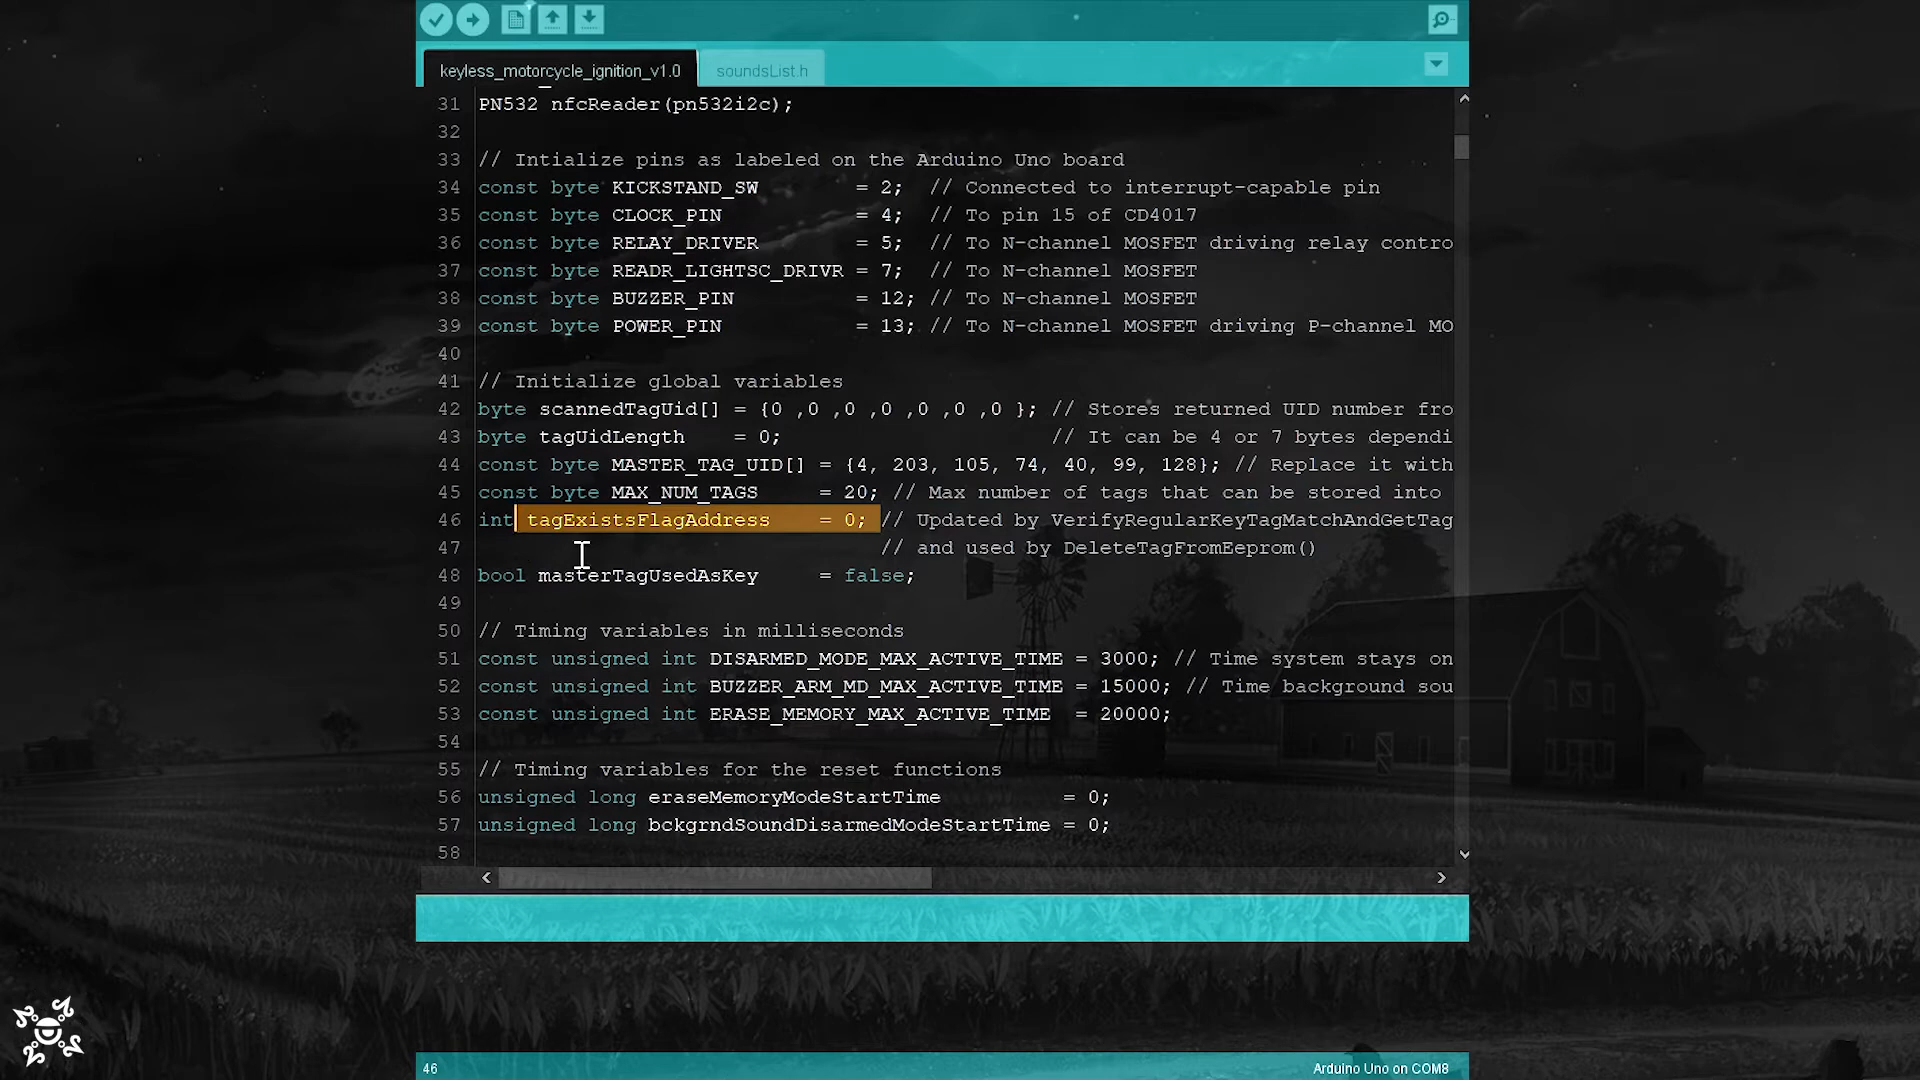 keyless_motorcycle_ignition_v1.0 soundsList.h
31 PN532 nfcReader(pn532i2c);
32
33 // Intialize pins as labeled on the Arduino Uno board
34 const byte KICKSTAND_SW = 2; // Connected to interrupt-capable pin
35 const byte CLOCK_PIN = 4; // To pin 15 of CD4017
36 const byte RELAY_DRIVER = 5; // To N-channel MOSFET driving relay contro
37 const byte READR_LIGHTSC_DRIVR = 7; // To N-channel MOSFET
38 const byte BUZZER_PIN = 12; // To N-channel MOSFET
39 const byte POWER_PIN = 13; // To N-channel MOSFET driving P-channel MO
40
41 // Initialize global variables
42 byte scannedTagUid[] = {0 ,0 ,0 ,0 ,0 ,0 ,0 }; // Stores returned UID number fro
43 byte tagUidLength = 0; // It can be 4 or 7 bytes dependi
44 const byte MASTER_TAG_UID[] = {4, 203, 105, 74, 40, 99, 128}; // Replace it with
45 const byte MAX_NUM_TAGS = 20; // Max number of tags that can be stored into
46 int tagExistsFlagAddress = 0; // Updated by VerifyRegularKeyTagMatchAndGetTag
47 // and used by DeleteTagFromEeprom()
48 bool masterTagUsedAsKey = false;
49
50 // Timing variables in milliseconds
51 const unsigned int DISARMED_MODE_MAX_ACTIVE_TIME = 3000; // Time system stays on
52 const unsigned int BUZZER_ARM_MD_MAX_ACTIVE_TIME = 15000; // Time background sou
53 const unsigned int ERASE_MEMORY_MAX_ACTIVE_TIME = 20000;
54
55 // Timing variables for the reset functions
56 unsigned long eraseMemoryModeStartTime = 0;
57 unsigned long bckgrndSoundDisarmedModeStartTime = 0;
58
46 Arduino Uno on COM8